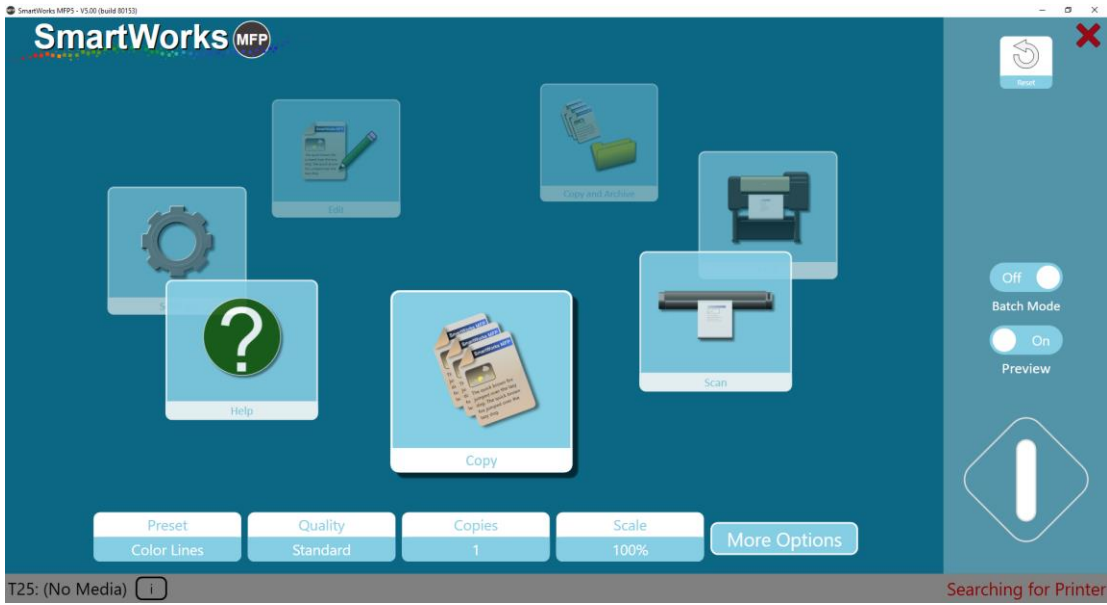 SmartWorks MFP5 - V5.00 (build 80153)
SmartWorks MFP
Reset
Edit
Copy and Archive
Help
Scan
Copy
Off
Batch Mode
On
Preview
Preset
Color Lines
Quality
Standard
Copies
1
Scale
100%
More Options
T25: (No Media) i
Searching for Printer